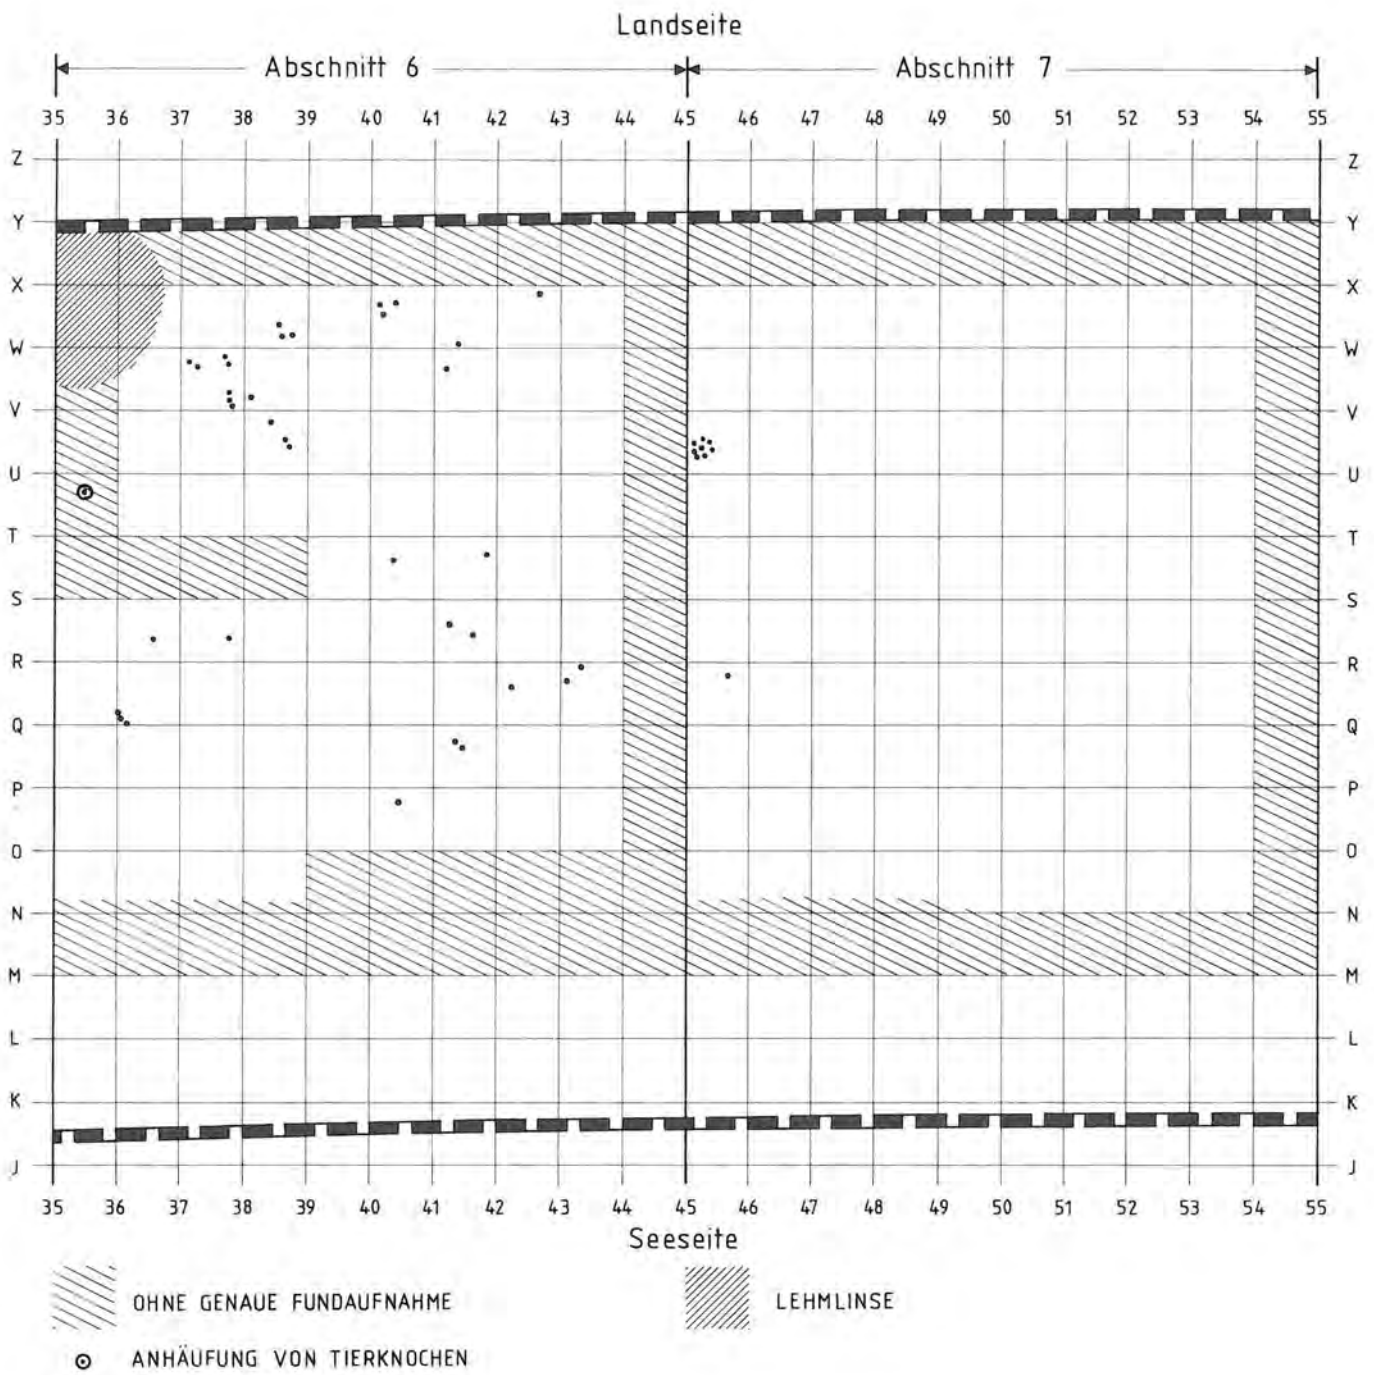 Landseite
Abschnitt 6 Abschnitt 7
35 36 37 38 39 40 41 42 43 44 45 46 47 48 49 50 51 52 53 54 55
Z Z
Y Y
X X
W W
V V
U U
T T
S S
R R
Q Q
P P
O O
N N
M M
L L
K K
J J
35 36 37 38 39 40 41 42 43 44 45 46 47 48 49 50 51 52 53 54 55
Seeseite
OHNE GENAUE FUNDAUFNAHME LEHMLINSE
ANHÄUFUNG VON TIERKNOCHEN